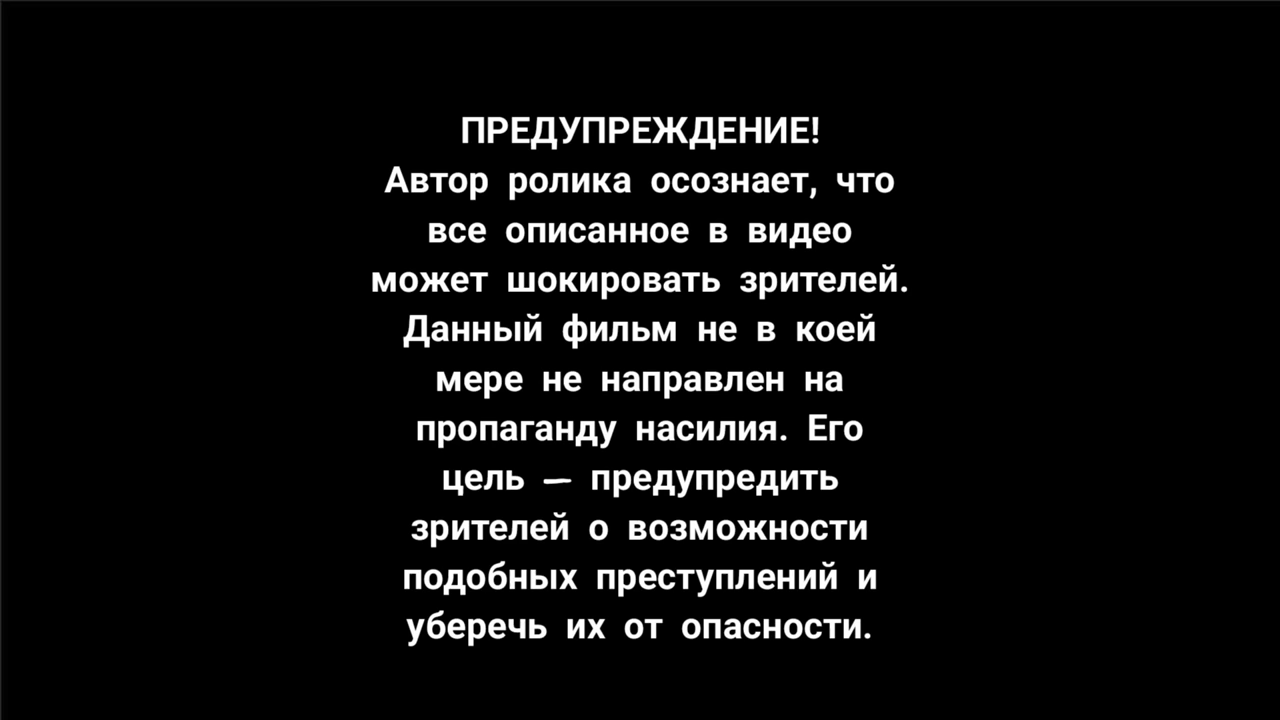 ПРЕДУПРЕЖДЕНИЕ!
Автор ролика осознает, что
все описанное в видео
может шокировать зрителей.
Данный фильм не в коей
мере не направлен на
пропаганду насилия. Его
цель — предупредить
зрителей о возможности
подобных преступлений и
уберечь их от опасности.